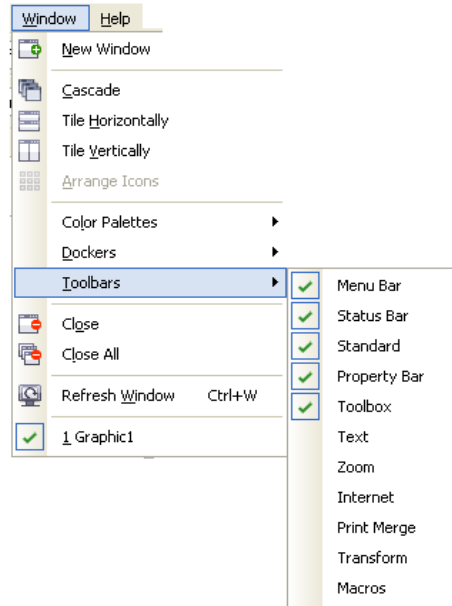 Window Help
New Window
Cascade
Tile Horizontally
Tile Vertically
Arrange Icons
Color Palettes
Dockers
Toolbars
Close
Close All
Refresh Window Ctrl+W
1 Graphic1
Menu Bar
Status Bar
Standard
Property Bar
Toolbox
Text
Zoom
Internet
Print Merge
Transform
Macros